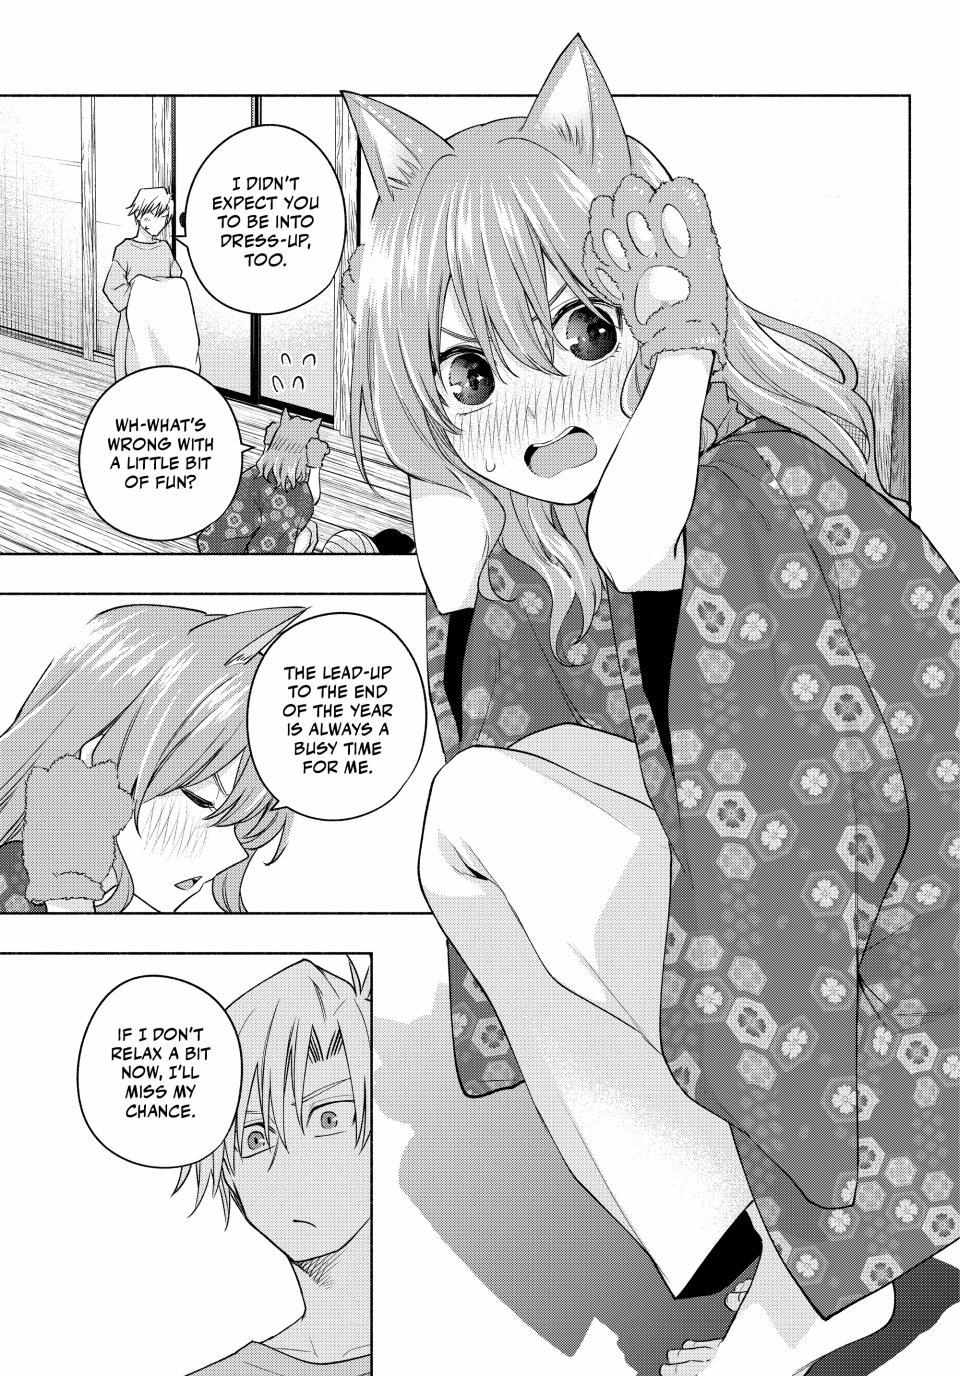 I DIDN'T
EXPECT YOU
TO BE INTO
DRESS-UP,
TOO.
WH-WHAT'S
WRONG WITH
A LITTLE BIT
OF FUN?
THE LEAD-UP
TO THE END
OF THE YEAR
IS ALWAYS A
BUSY TIME
FOR ME.
IF I DON'T
RELAX A BIT
NOW, I'LL
MISS MY
CHANCE.